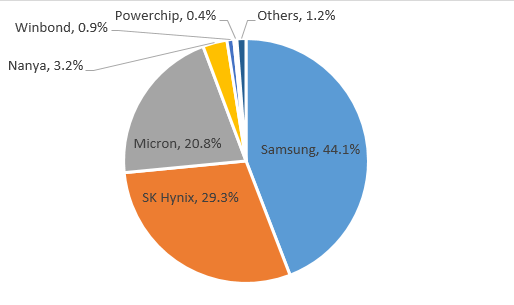 Powerchip, 0.4%
Others, 1.2%
Winbond, 0.9%
Nanya, 3.2%
Micron, 20.8%
Samsung, 44.1%
SK Hynix, 29.3%